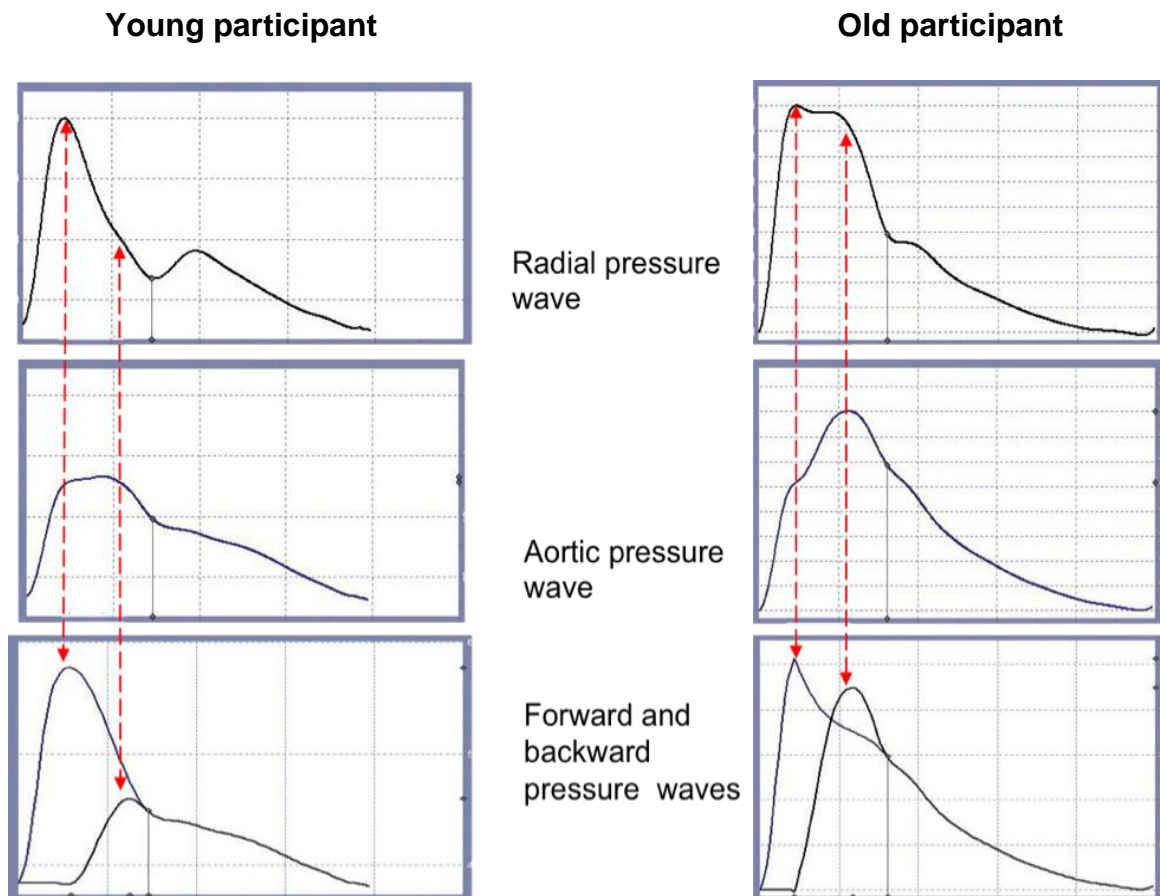 Young participant
Old participant
Radial pressure
wave
Aortic pressure
wave
Forward and
backward
pressure waves